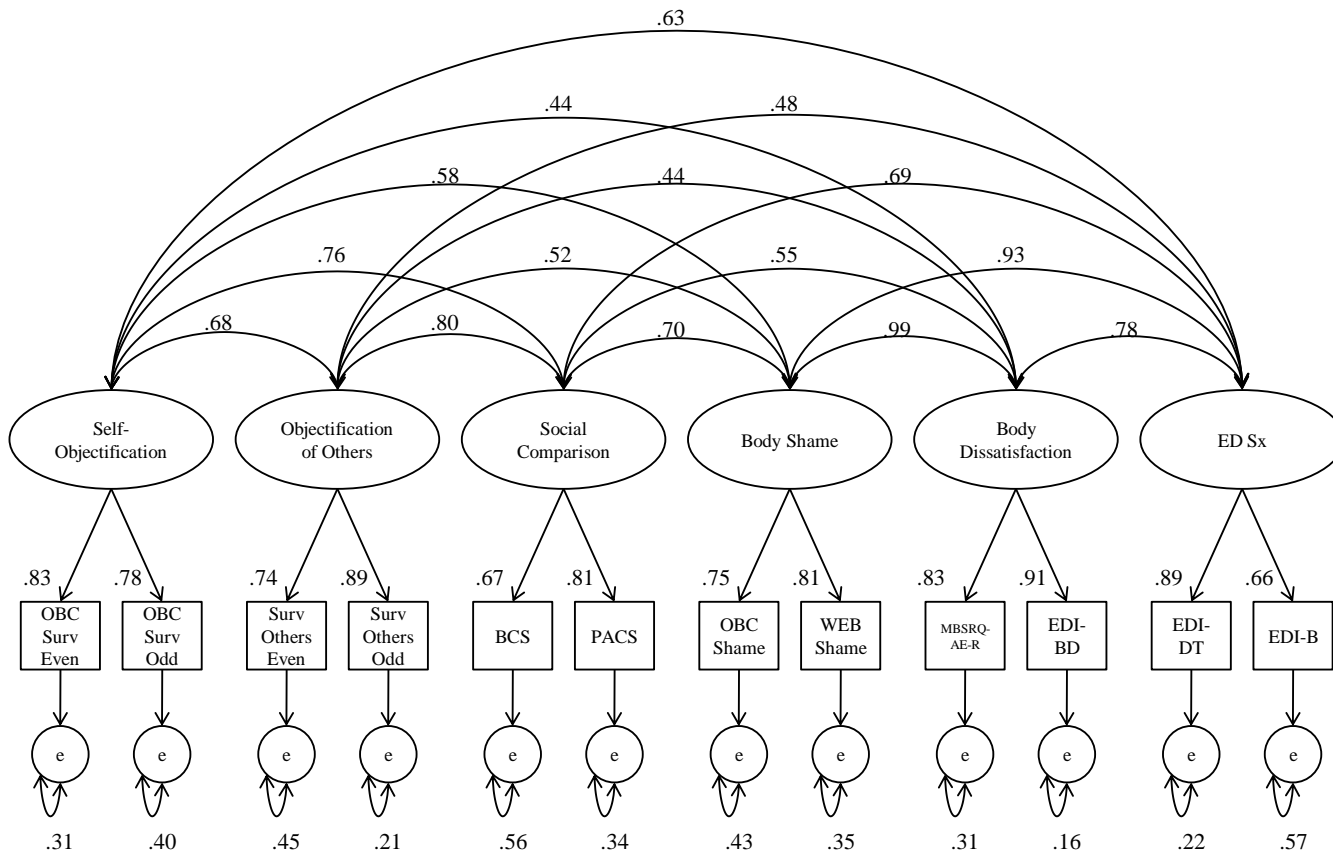 .63
.44 .48
.58 .44 .69
.76 .52 .55 .93
.68 .80 .70 .99 .78
Self-
Objectification
Objectification
of Others
Social
Comparison
Body Shame
Body
Dissatisfaction
ED Sx
.83 .78 .74 .89 .67 .81 .75 .81 .83 .91 .89 .66
OBC
Surv
Even
OBC
Surv
Odd
Surv
Others
Even
Surv
Others
Odd
BCS
PACS
OBC
Shame
WEB
Shame
MBSRQ-
AE-R
EDI-
BD
EDI-
DT
EDI-B
e e e e e e e e e e e e
.31 .40 .45 .21 .56 .34 .43 .35 .31 .16 .22 .57